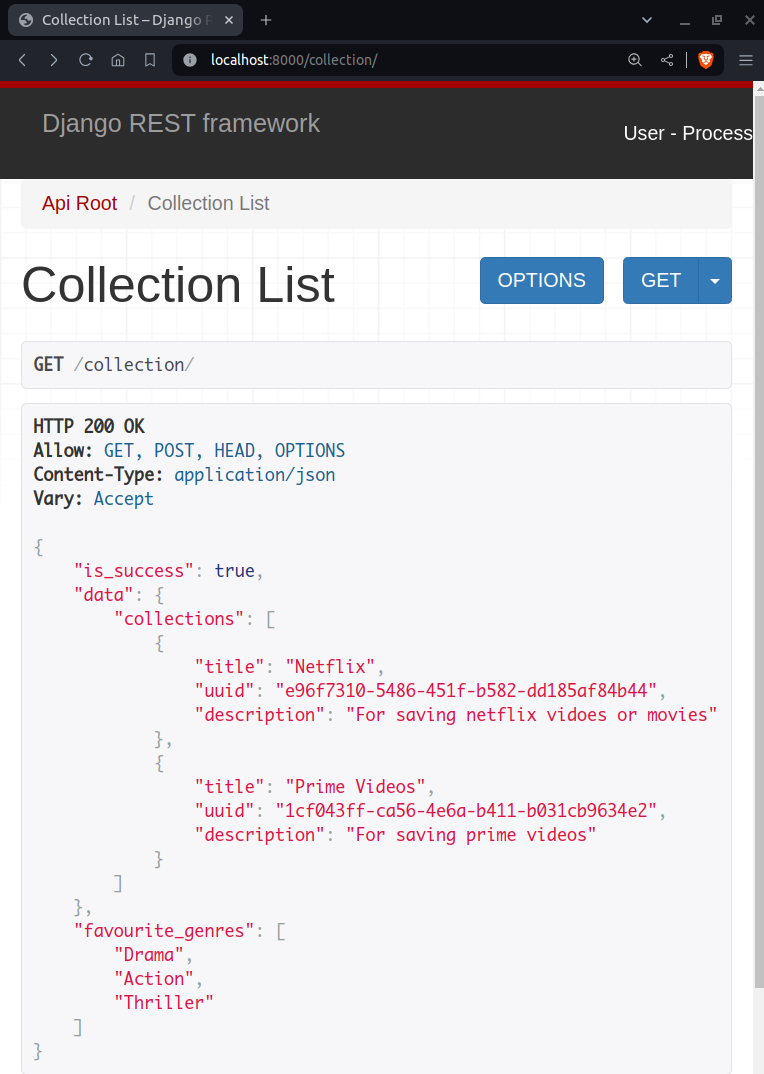 Collection List – Django R
localhost:8000/collection/
Django REST framework
User - Process
Api Root / Collection List
Collection List
OPTIONS
GET
GET /collection/
HTTP 200 OK
Allow: GET, POST, HEAD, OPTIONS
Content-Type: application/json
Vary: Accept
{
    "is_success": true,
    "data": {
        "collections": [
            {
                "title": "Netflix",
                "uuid": "e96f7310-5486-451f-b582-dd185af84b44",
                "description": "For saving netflix vidoes or movies"
            },
            {
                "title": "Prime Videos",
                "uuid": "1cf043ff-ca56-4e6a-b411-b031cb9634e2",
                "description": "For saving prime videos"
            }
        ]
    },
    "favourite_genres": [
        "Drama",
        "Action",
        "Thriller"
    ]
}